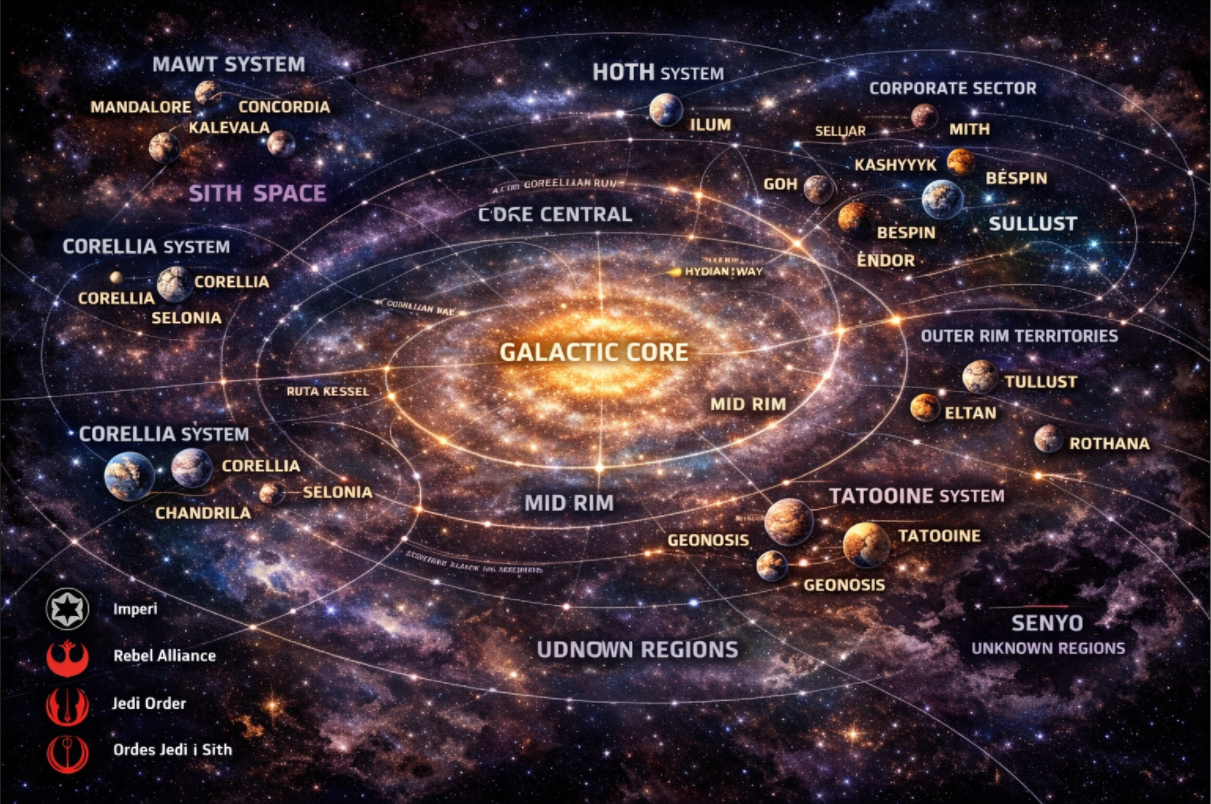 MAWT SYSTEM
MANDALORE
CONCORDIA
KALEVALA
SITH SPACE
HOTH SYSTEM
ILUM
CORPORATE SECTOR
SELLJAR
MITH
KASHYYYK
BESPIN
GOH
SULLUST
BESPIN
ENDOR
CORE CENTRAL
HYDIAN WAY
CORELLIA SYSTEM
CORELLIA
CORELLIA
SELONIA
GALACTIC CORE
RUTA KESSEL
MID RIM
OUTER RIM TERRITORIES
TULLUST
ELTAN
ROTHANA
CORELLIA SYSTEM
CORELLIA
SELONIA
CHANDRILA
MID RIM
TATOOINE SYSTEM
GEONOSIS
TATOOINE
GEONOSIS
UDNOWN REGIONS
SENYO
UNKNOWN REGIONS
Imperi
Rebel Alliance
Jedi Order
Ordes Jedi i Sith